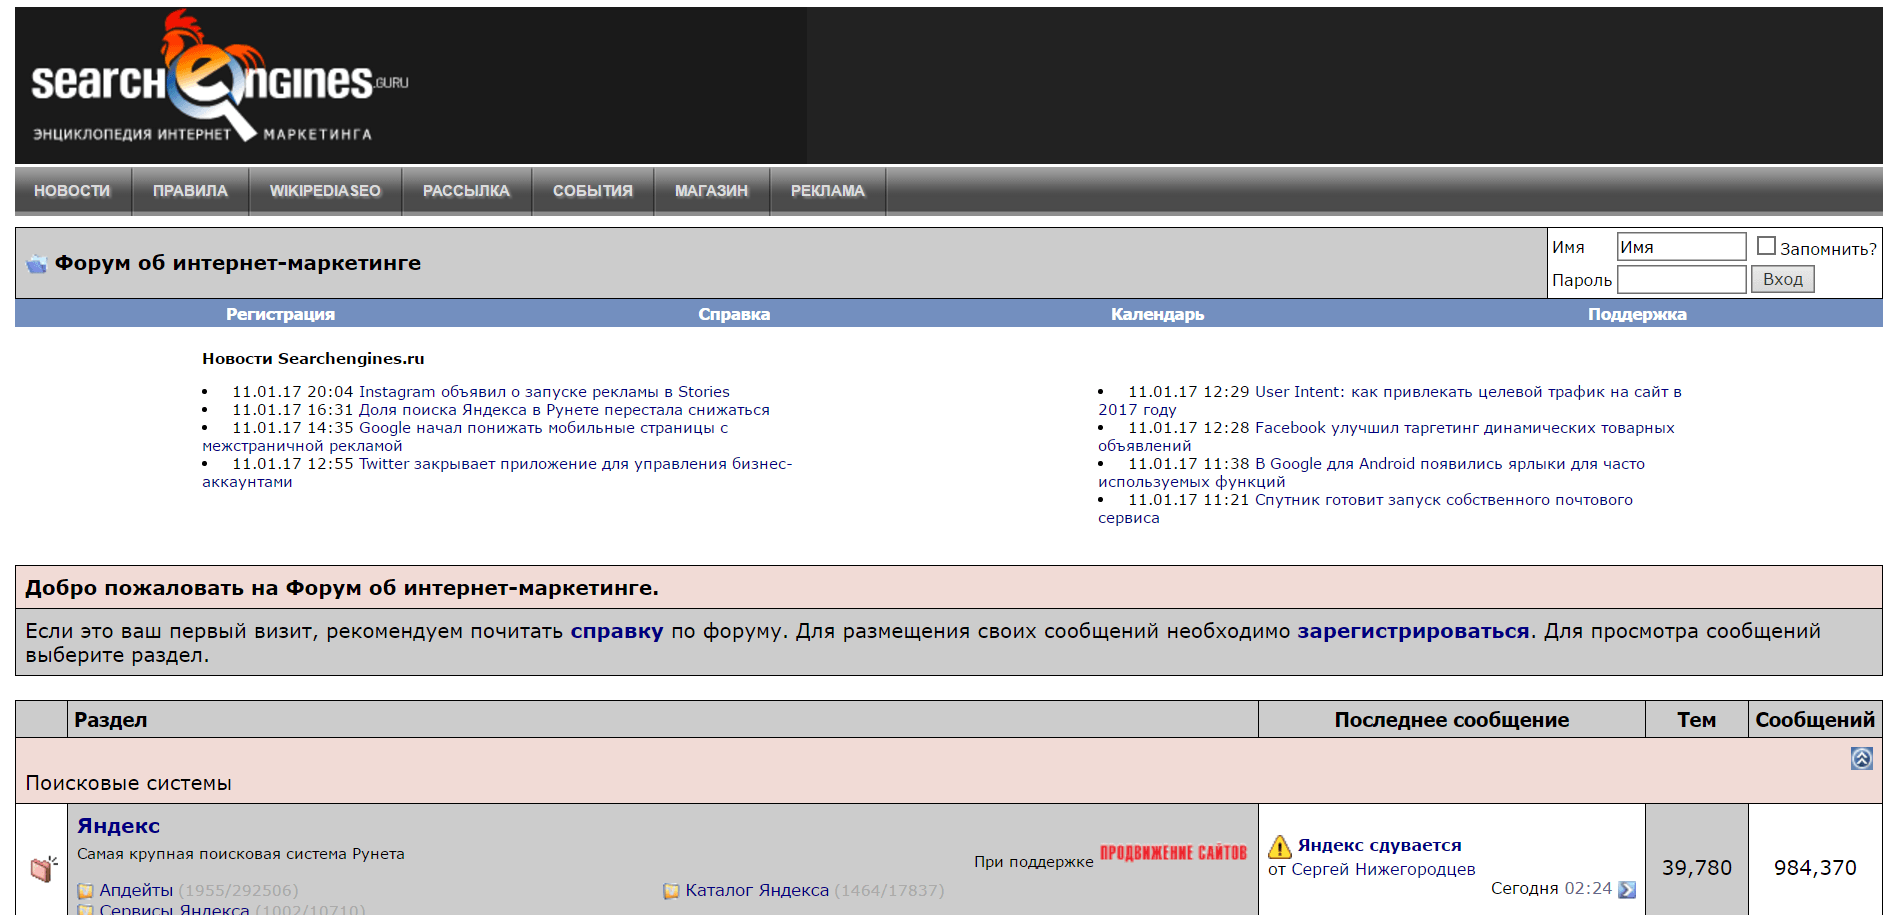 searchengines.GURU
ЭНЦИКЛОПЕДИЯ ИНТЕРНЕТ МАРКЕТИНГА
НОВОСТИ ПРАВИЛА WIKIPEDIASEO РАССЫЛКА СОБЫТИЯ МАГАЗИН РЕКЛАМА
Форум об интернет-маркетинге
Имя Имя Запомнить?
Пароль Вход
Регистрация Справка Календарь Поддержка
Новости Searchengines.ru
• 11.01.17 20:04 Instagram объявил о запуске рекламы в Stories
• 11.01.17 16:31 Доля поиска Яндекса в Рунете перестала снижаться
• 11.01.17 14:35 Google начал понижать мобильные страницы с
межстраничной рекламой
• 11.01.17 12:55 Twitter закрывает приложение для управления бизнес-
аккаунтами
• 11.01.17 12:29 User Intent: как привлекать целевой трафик на сайт в
2017 году
• 11.01.17 12:28 Facebook улучшил таргетинг динамических товарных
объявлений
• 11.01.17 11:38 В Google для Android появились ярлыки для часто
используемых функций
• 11.01.17 11:21 Спутник готовит запуск собственного почтового
сервиса
Добро пожаловать на Форум об интернет-маркетинге.
Если это ваш первый визит, рекомендуем почитать справку по форуму. Для размещения своих сообщений необходимо зарегистрироваться. Для просмотра сообщений
выберите раздел.
Раздел Последнее сообщение Тем Сообщений
Поисковые системы
Яндекс
Самая крупная поисковая система Рунета
При поддержке ПРОДВИЖЕНИЕ САЙТОВ
Апдейты (1955/292506) Каталог Яндекса (1464/17837)
Сервисы Яндекса (1002/10710)
Яндекс сдувается
от Сергей Нижегородцев
Сегодня 02:24
39,780 984,370